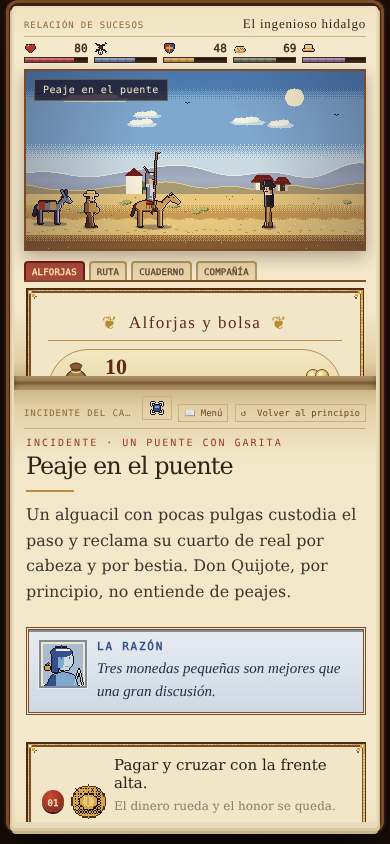 RELACIÓN DE SUCESOS
El ingenioso hidalgo
80
48
69
Peaje en el puente
ALFORJAS
RUTA
CUADERNO
COMPAÑÍA
❦ Alforjas y bolsa ❦
10
INCIDENTE DEL CA…
Menú
↺ Volver al principio
INCIDENTE · UN PUENTE CON GARITA
Peaje en el puente
Un alguacil con pocas pulgas custodia el
paso y reclama su cuarto de real por
cabeza y por bestia. Don Quijote, por
principio, no entiende de peajes.
LA RAZÓN
Tres monedas pequeñas son mejores que
una gran discusión.
01
Pagar y cruzar con la frente
alta.
El dinero rueda y el honor se queda.